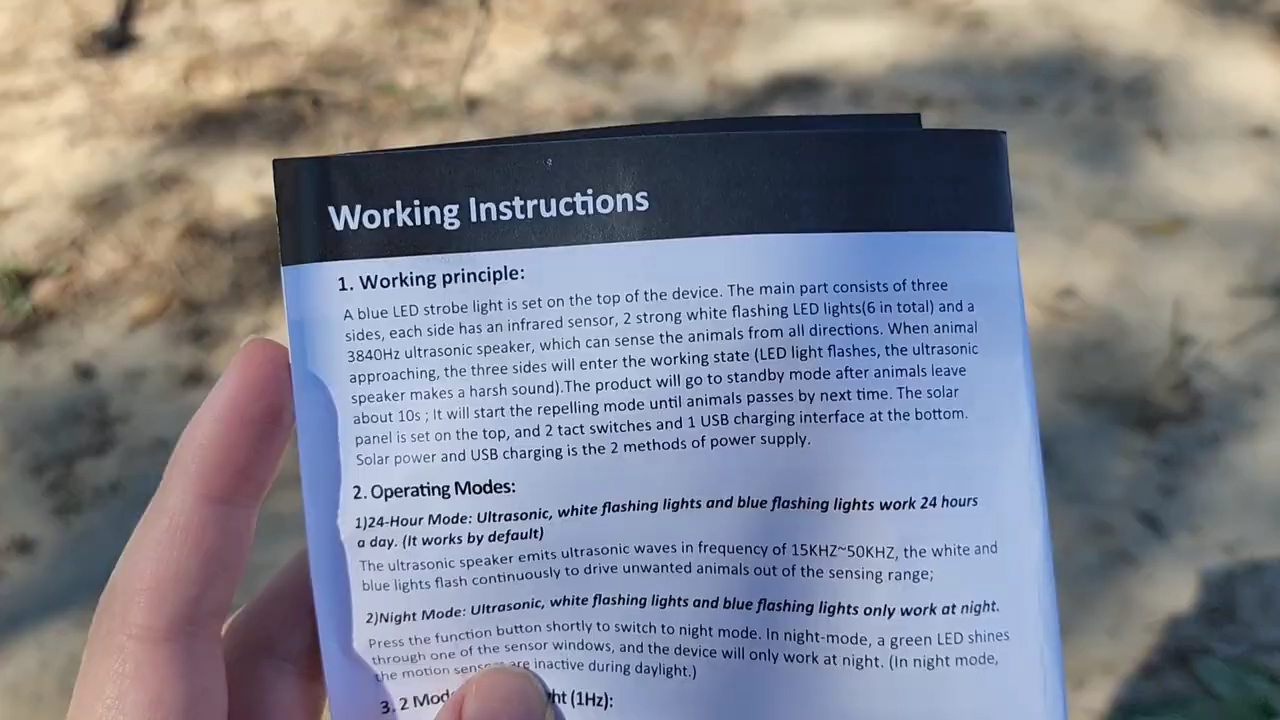 Working Instructions
1. Working principle:
A blue LED strobe light is set on the top of the device. The main part consists of three
sides, each side has an infrared sensor, 2 strong white flashing LED lights(6 in total) and a
3840Hz ultrasonic speaker, which can sense the animals from all directions. When animal
approaching, the three sides will enter the working state (LED light flashes, the ultrasonic
speaker makes a harsh sound).The product will go to standby mode after animals leave
about 10s ; It will start the repelling mode until animals passes by next time. The solar
panel is set on the top, and 2 tact switches and 1 USB charging interface at the bottom.
Solar power and USB charging is the 2 methods of power supply.
2. Operating Modes:
1)24-Hour Mode: Ultrasonic, white flashing lights and blue flashing lights work 24 hours
a day. (It works by default)
The ultrasonic speaker emits ultrasonic waves in frequency of 15KHZ~50KHZ, the white and
blue lights flash continuously to drive unwanted animals out of the sensing range;
2)Night Mode: Ultrasonic, white flashing lights and blue flashing lights only work at night.
Press the function button shortly to switch to night mode. In night-mode, a green LED shines
through one of the sensor windows, and the device will only work at night. (In night mode,
the motion are inactive during daylight.)
3. 2 (1Hz):